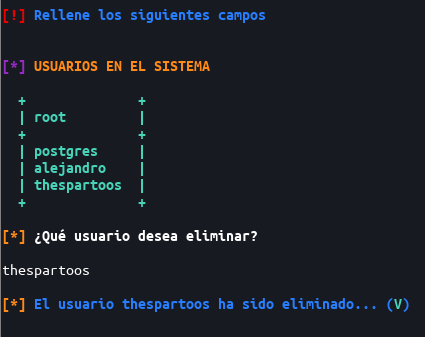 [!] Rellene los siguientes campos
[*] USUARIOS EN EL SISTEMA
+ +
| root |
+ +
| postgres |
| alejandro |
| thespartoos |
+ +
[*] ¿Qué usuario desea eliminar?
thespartoos
[*] El usuario thespartoos ha sido eliminado... (V)